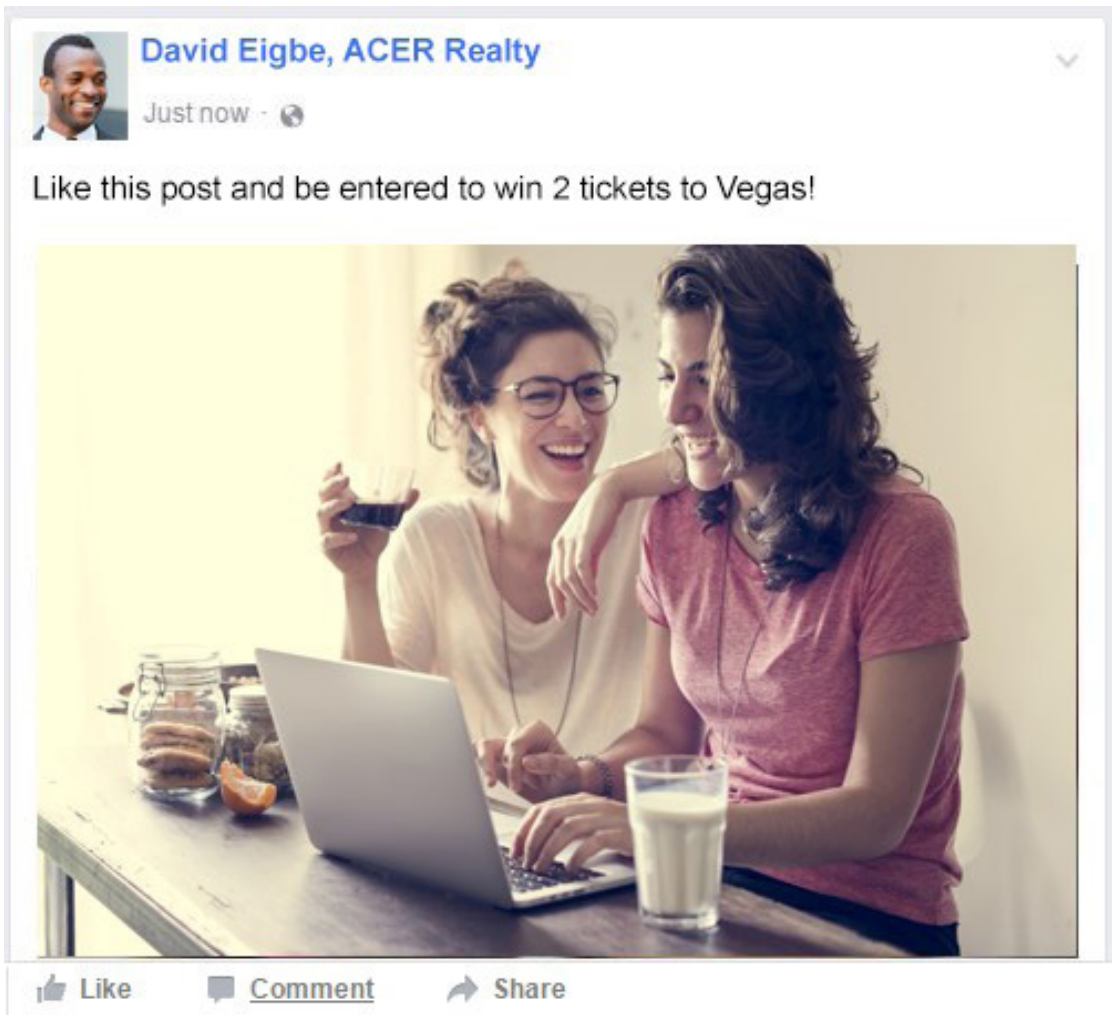 David Eigbe, ACER Realty
Just now ·
Like this post and be entered to win 2 tickets to Vegas!
Like Comment Share